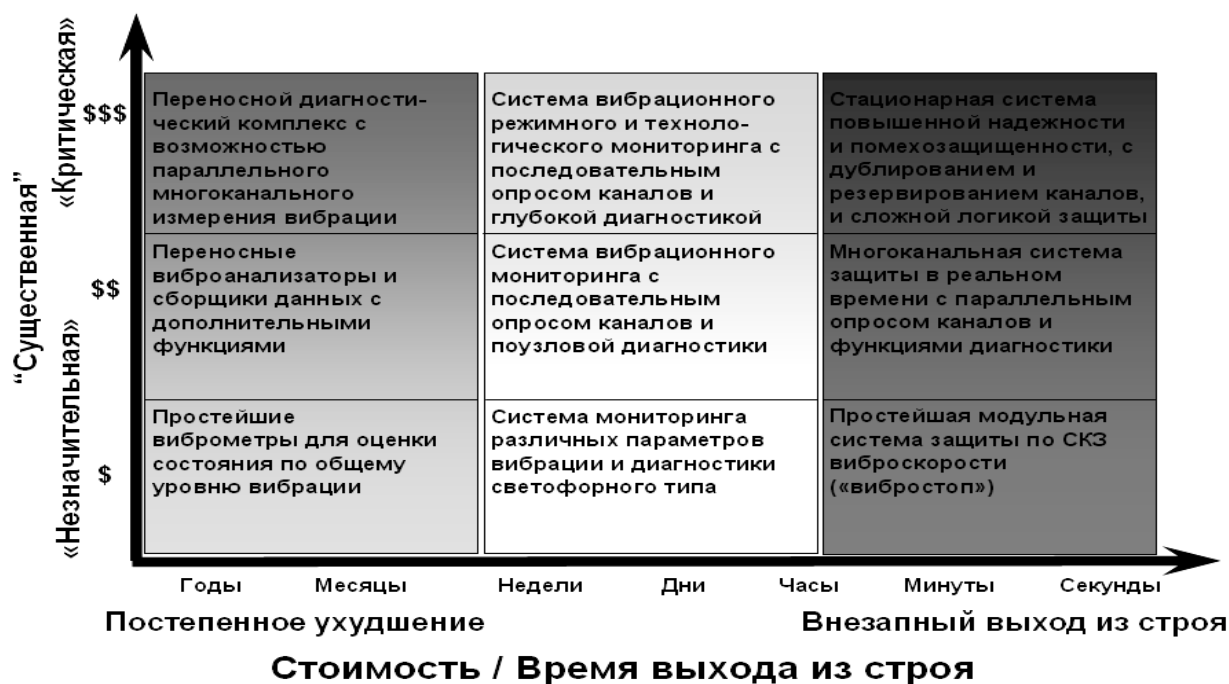 «Критическая»
“Существенная”
«Незначительная»
$$$
$$
$
Переносной диагности-
ческий комплекс с
возможностью
параллельного
многоканального
измерения вибрации
Система вибрационного
режимного и техноло-
гического мониторинга с
последовательным
опросом каналов и
глубокой диагностикой
Стационарная система
повышенной надежности
и помехозащищенности, с
дублированием и
резервированием каналов,
и сложной логикой защиты
Переносные
виброанализаторы и
сборщики данных с
дополнительными
функциями
Система вибрационного
мониторинга с
последовательным
опросом каналов и
поузловой диагностики
Многоканальная система
защиты в реальном
времени с параллельным
опросом каналов и
функциями диагностики
Простейшие
виброметры для оценки
состояния по общему
уровню вибрации
Система мониторинга
различных параметров
вибрации и диагностики
светофорного типа
Простейшая модульная
система защиты по СКЗ
виброскорости
(«вибростоп»)
Годы Месяцы Недели Дни Часы Минуты Секунды
Постепенное ухудшение Внезапный выход из строя
Стоимость / Время выхода из строя